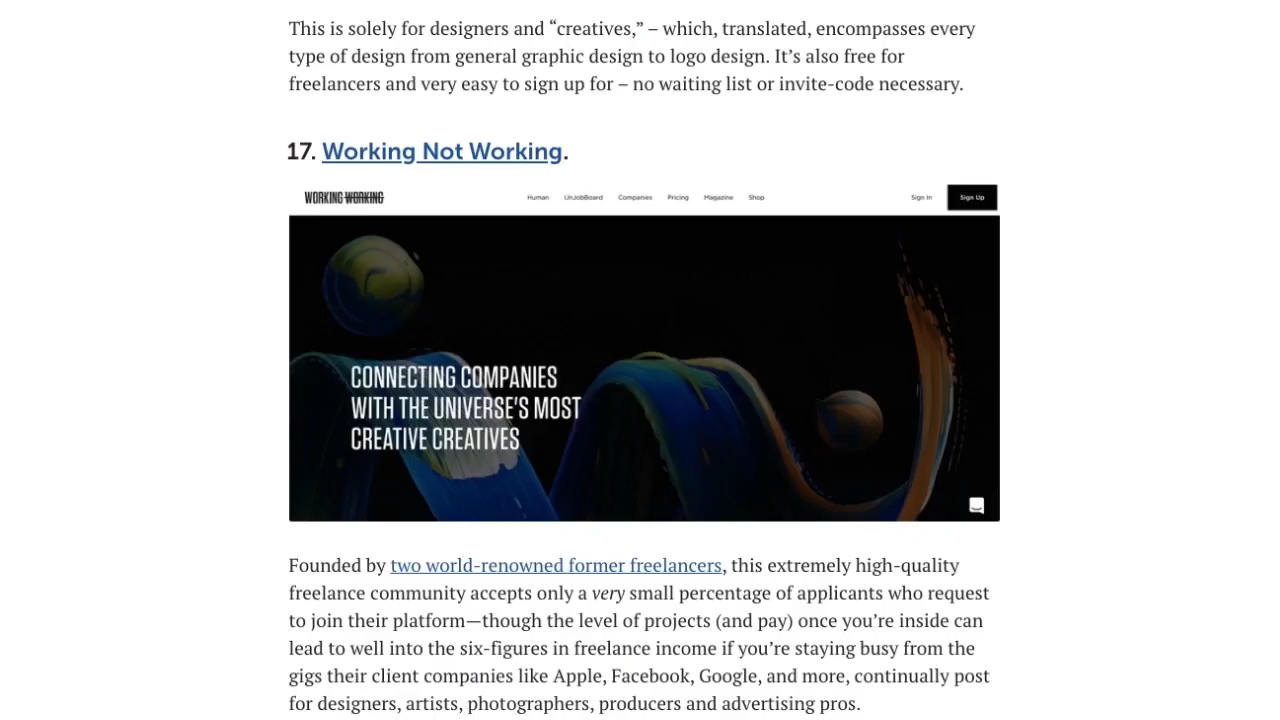 This is solely for designers and “creatives,” – which, translated, encompasses every
type of design from general graphic design to logo design. It’s also free for
freelancers and very easy to sign up for – no waiting list or invite-code necessary.
17. Working Not Working.
WORKING WORKING
Human UnJobBoard Companies Pricing Magazine Shop Sign In Sign Up
CONNECTING COMPANIES
WITH THE UNIVERSE'S MOST
CREATIVE CREATIVES
Founded by two world-renowned former freelancers, this extremely high-quality
freelance community accepts only a very small percentage of applicants who request
to join their platform—though the level of projects (and pay) once you’re inside can
lead to well into the six-figures in freelance income if you’re staying busy from the
gigs their client companies like Apple, Facebook, Google, and more, continually post
for designers, artists, photographers, producers and advertising pros.